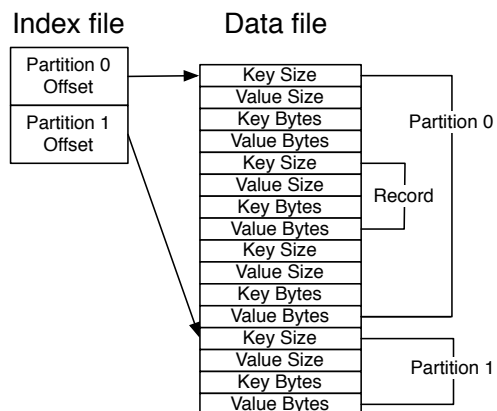 Index file
Data file
Partition 0
Offset
Partition 1
Offset
Key Size
Value Size
Key Bytes
Value Bytes
Key Size
Value Size
Key Bytes
Value Bytes
Key Size
Value Size
Key Bytes
Value Bytes
Key Size
Value Size
Key Bytes
Value Bytes
Partition 0
Record
Partition 1